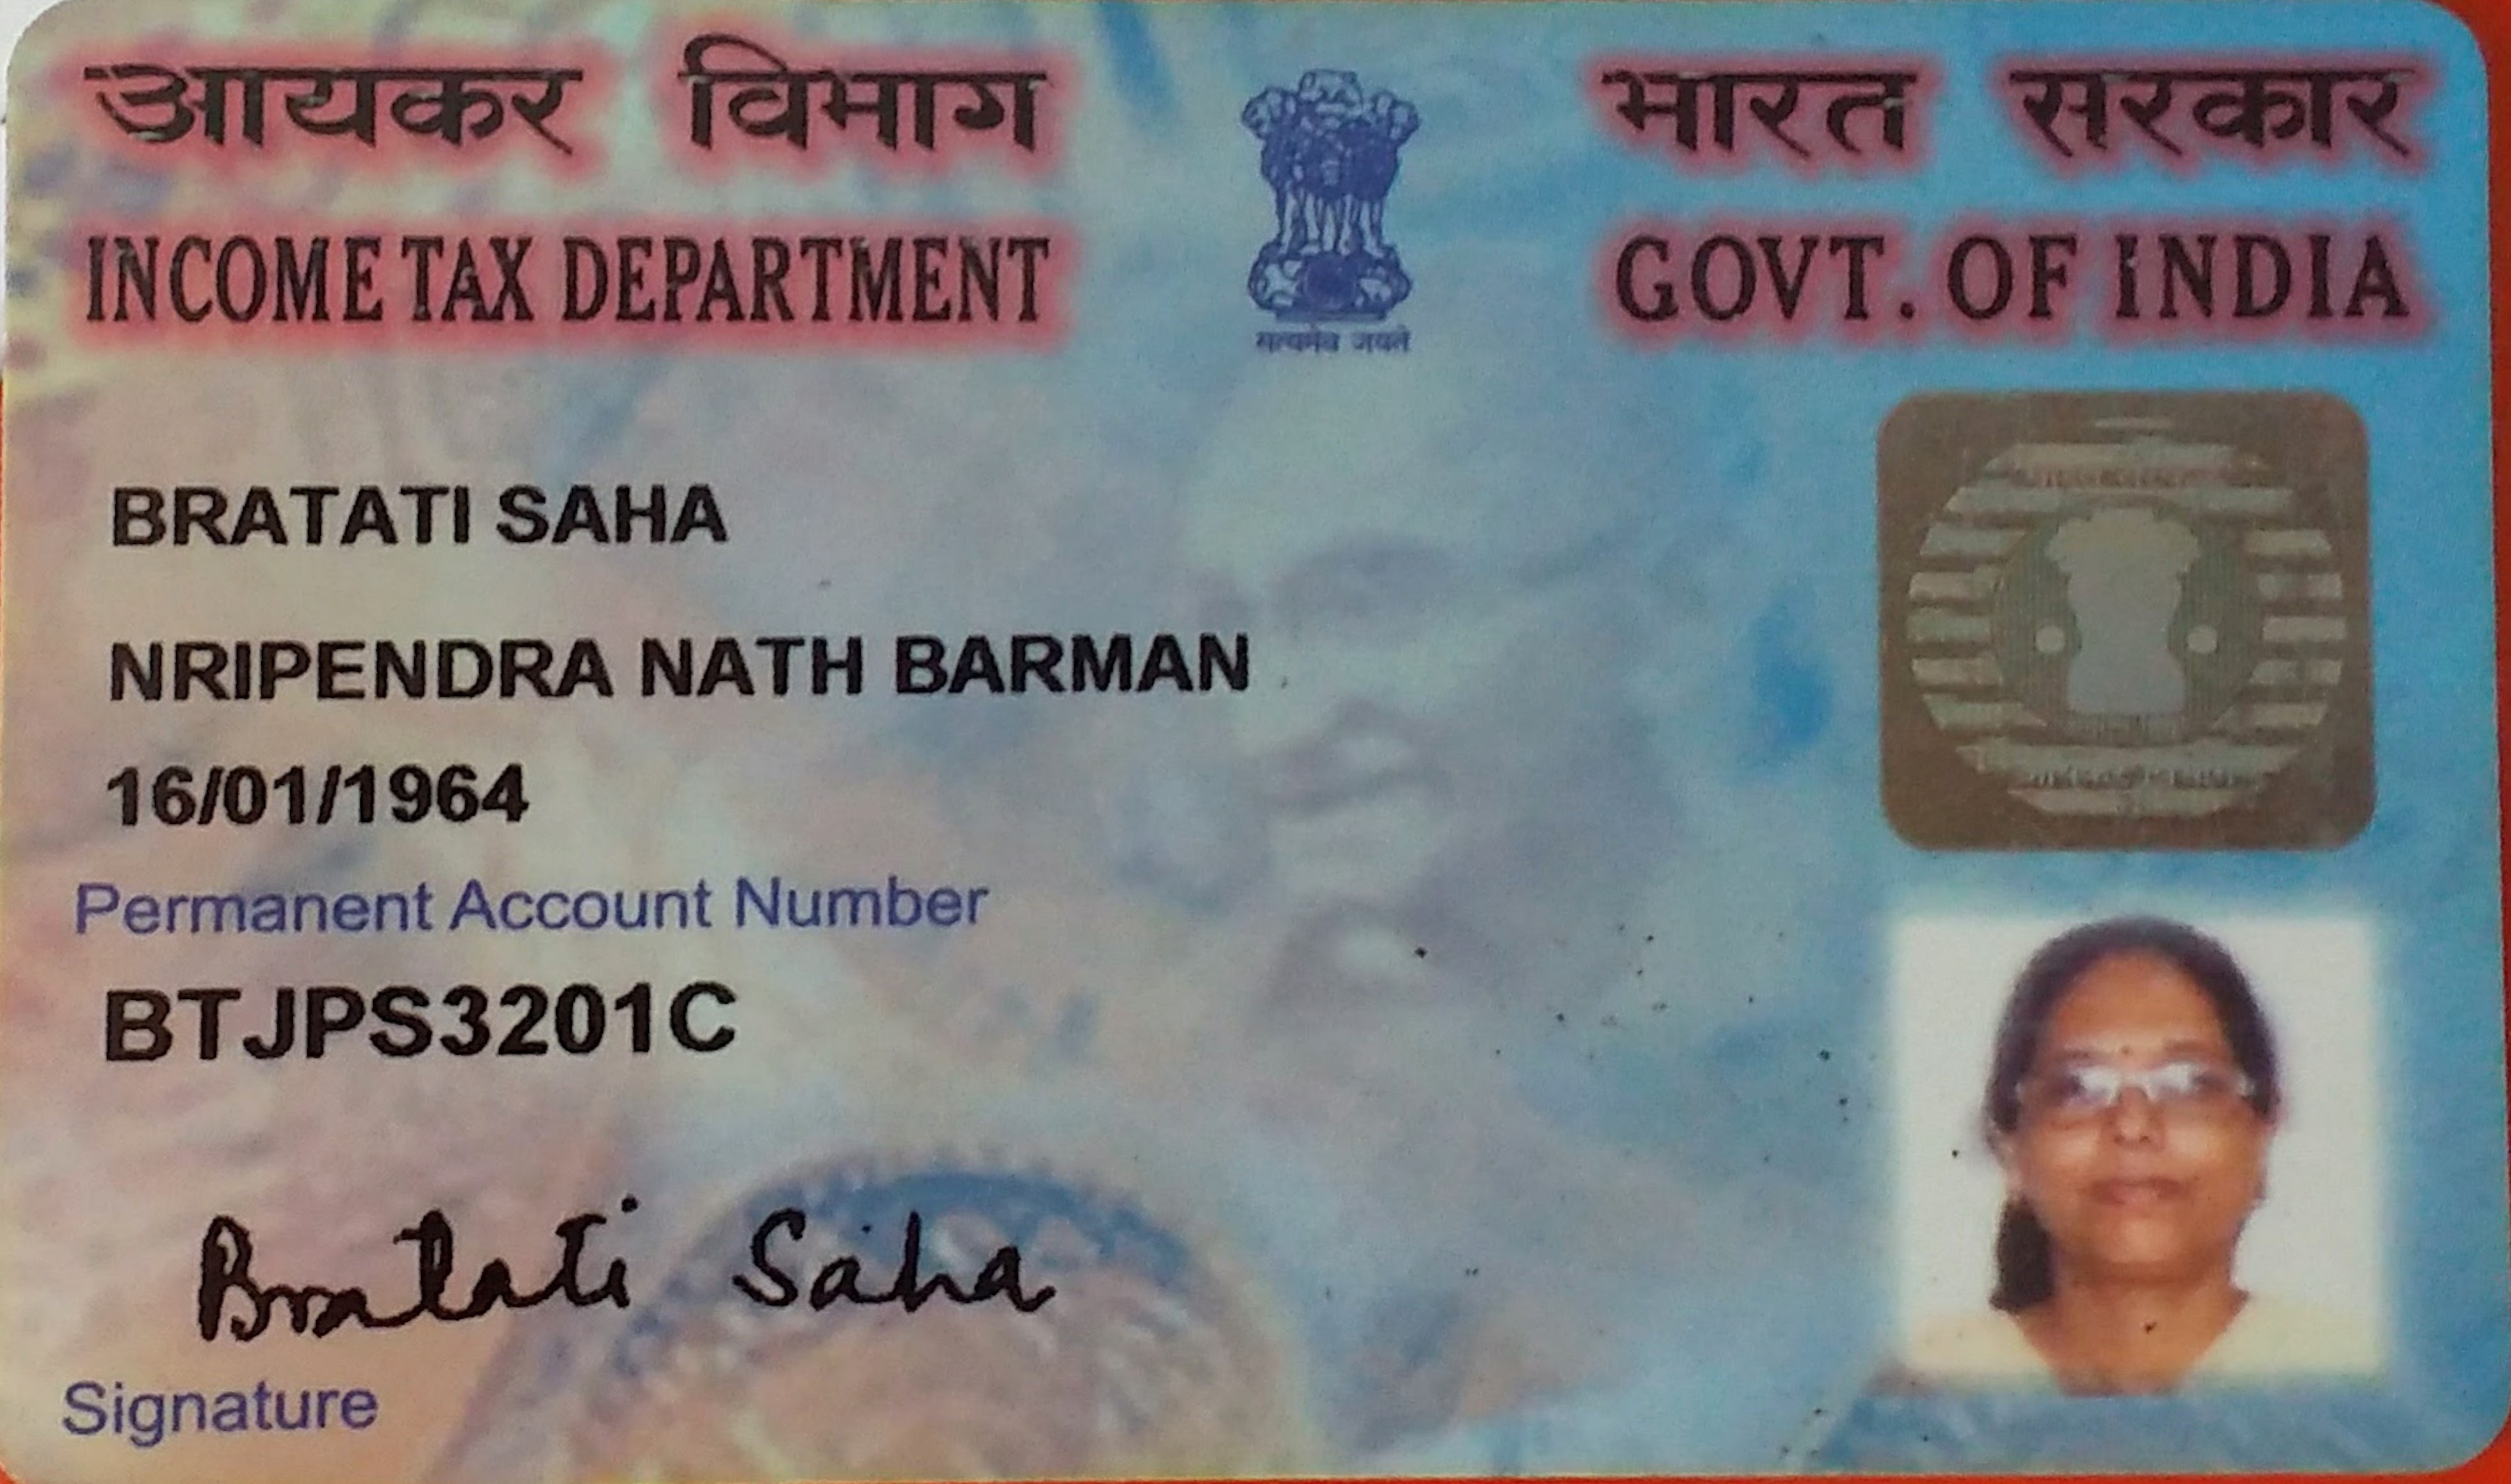 आयकर विभाग
INCOME TAX DEPARTMENT
सत्यमेव जयते
भारत सरकार
GOVT. OF INDIA
BRATATI SAHA
NRIPENDRA NATH BARMAN
16/01/1964
Permanent Account Number
BTJPS3201C
Bratati Saha
Signature